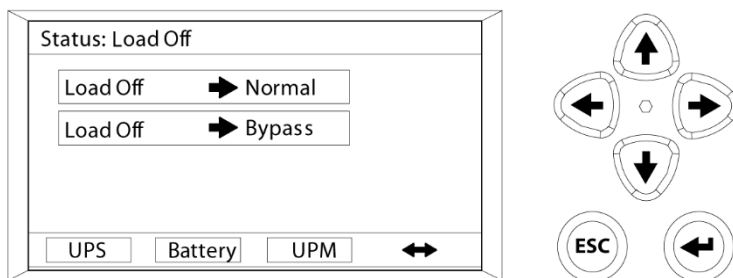 Status: Load Off
Load Off → Normal
Load Off → Bypass
UPS Battery UPM ↔
ESC